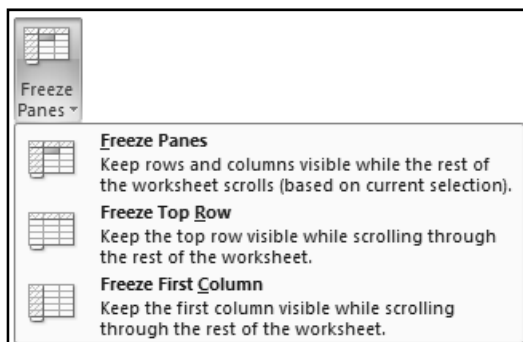 Freeze
Panes
Freeze Panes
Keep rows and columns visible while the rest of
the worksheet scrolls (based on current selection).
Freeze Top Row
Keep the top row visible while scrolling through
the rest of the worksheet.
Freeze First Column
Keep the first column visible while scrolling
through the rest of the worksheet.